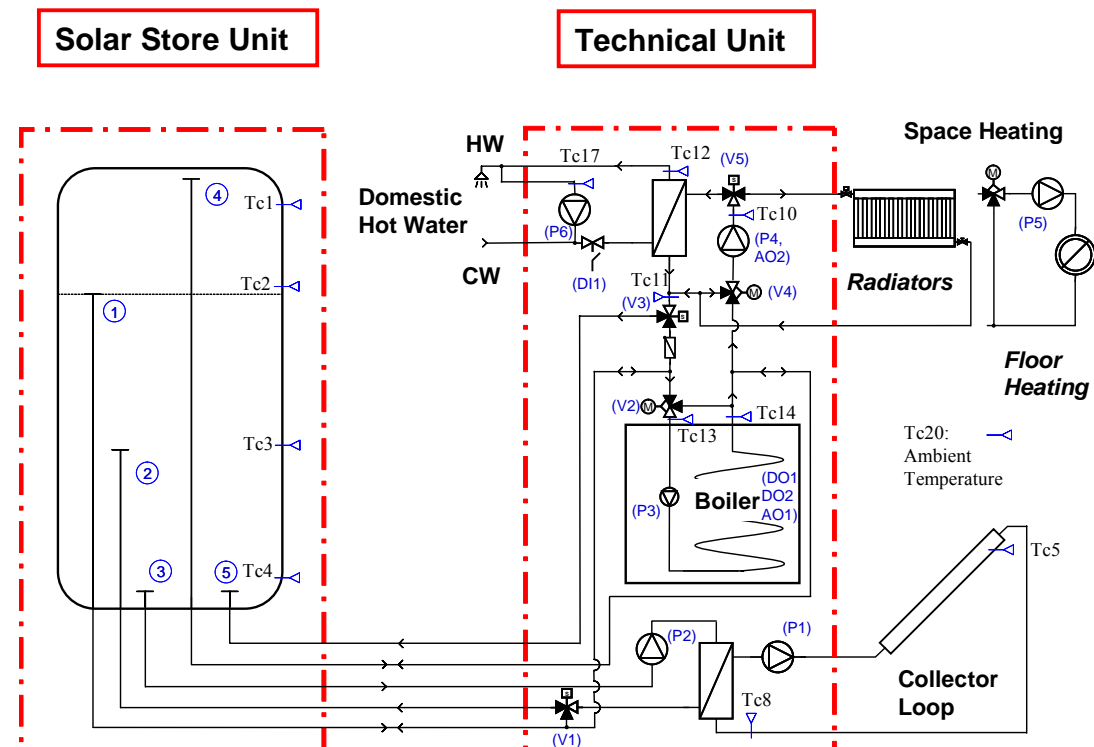 Solar Store Unit
Technical Unit
HW
Tc17
Tc12
(V5)
Space Heating
M
4
Tc1
Domestic
Hot Water
s
Tc10
(P6)
(P4,
AO2)
(P5)
CW
(DI1)
Tc2
Tc11
Radiators
1
(V3)
M
(V4)
s
Floor
Heating
(V2)
M
Tc14
Tc13
Tc3
Tc20:
Ambient
Temperature
2
(DO1
DO2
AO1)
Boiler
(P3)
3
5
Tc4
Tc5
(P2)
(P1)
Collector
Loop
s
Tc8
(V1)